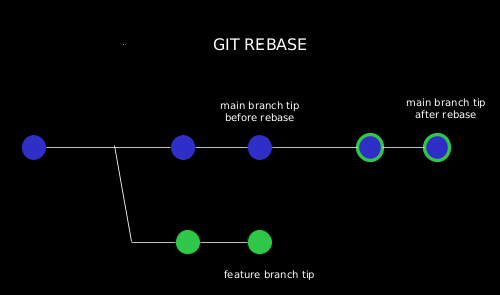 GIT REBASE
main branch tip
before rebase
main branch tip
after rebase
feature branch tip